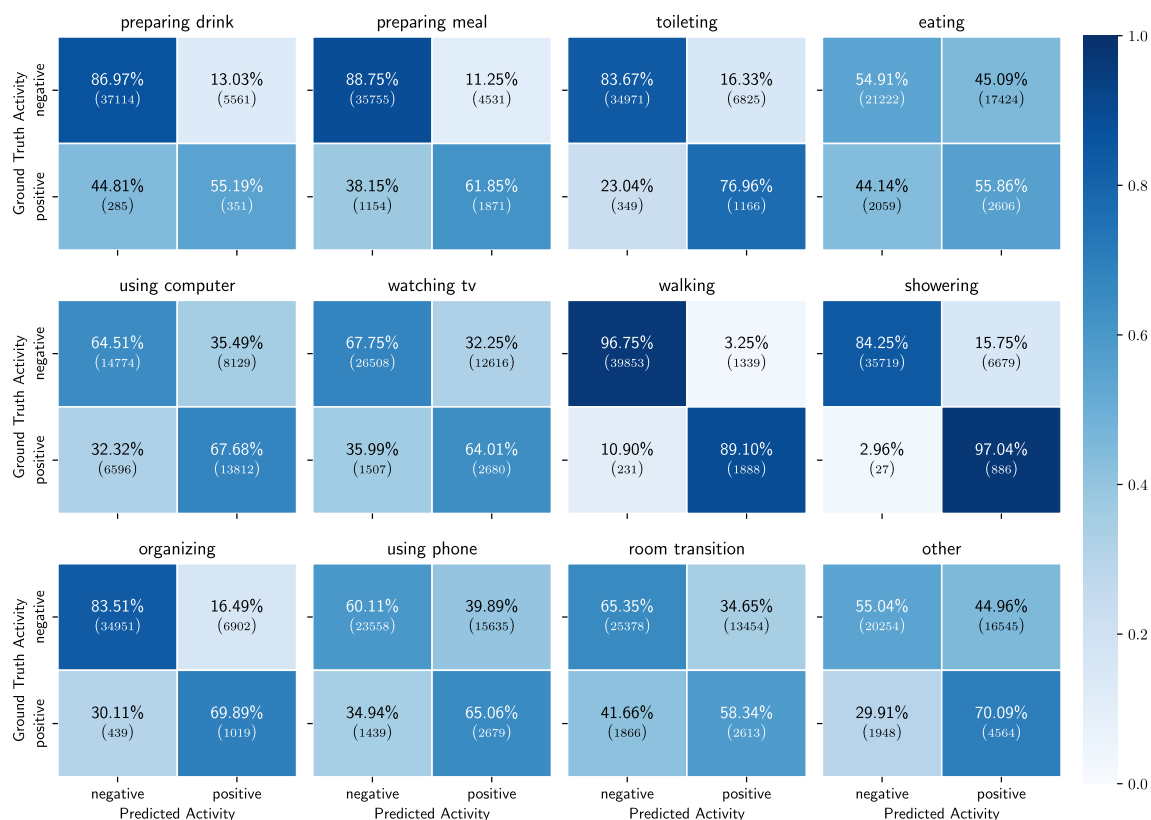 preparing drink preparing meal toileting eating
1.0
Ground Truth Activity
negative
86.97% 13.03% 88.75% 11.25% 83.67% 16.33% 54.91% 45.09%
(37114) (5561) (35755) (4531) (34971) (6825) (21222) (17424)
positive
44.81% 55.19% 38.15% 61.85% 23.04% 76.96% 44.14% 55.86%
(285) (351) (1154) (1871) (349) (1166) (2059) (2606)
0.8
using computer watching tv walking showering
Ground Truth Activity
negative
64.51% 35.49% 67.75% 32.25% 96.75% 3.25% 84.25% 15.75%
(14774) (8129) (26508) (12616) (39853) (1339) (35719) (6679)
0.6
positive
32.32% 67.68% 35.99% 64.01% 10.90% 89.10% 2.96% 97.04%
(6596) (13812) (1507) (2680) (231) (1888) (27) (886)
0.4
organizing using phone room transition other
Ground Truth Activity
negative
83.51% 16.49% 60.11% 39.89% 65.35% 34.65% 55.04% 44.96%
(34951) (6902) (23558) (15635) (25378) (13454) (20254) (16545)
0.2
positive
30.11% 69.89% 34.94% 65.06% 41.66% 58.34% 29.91% 70.09%
(439) (1019) (1439) (2679) (1866) (2613) (1948) (4564)
0.0
negative positive negative positive negative positive negative positive
Predicted Activity Predicted Activity Predicted Activity Predicted Activity